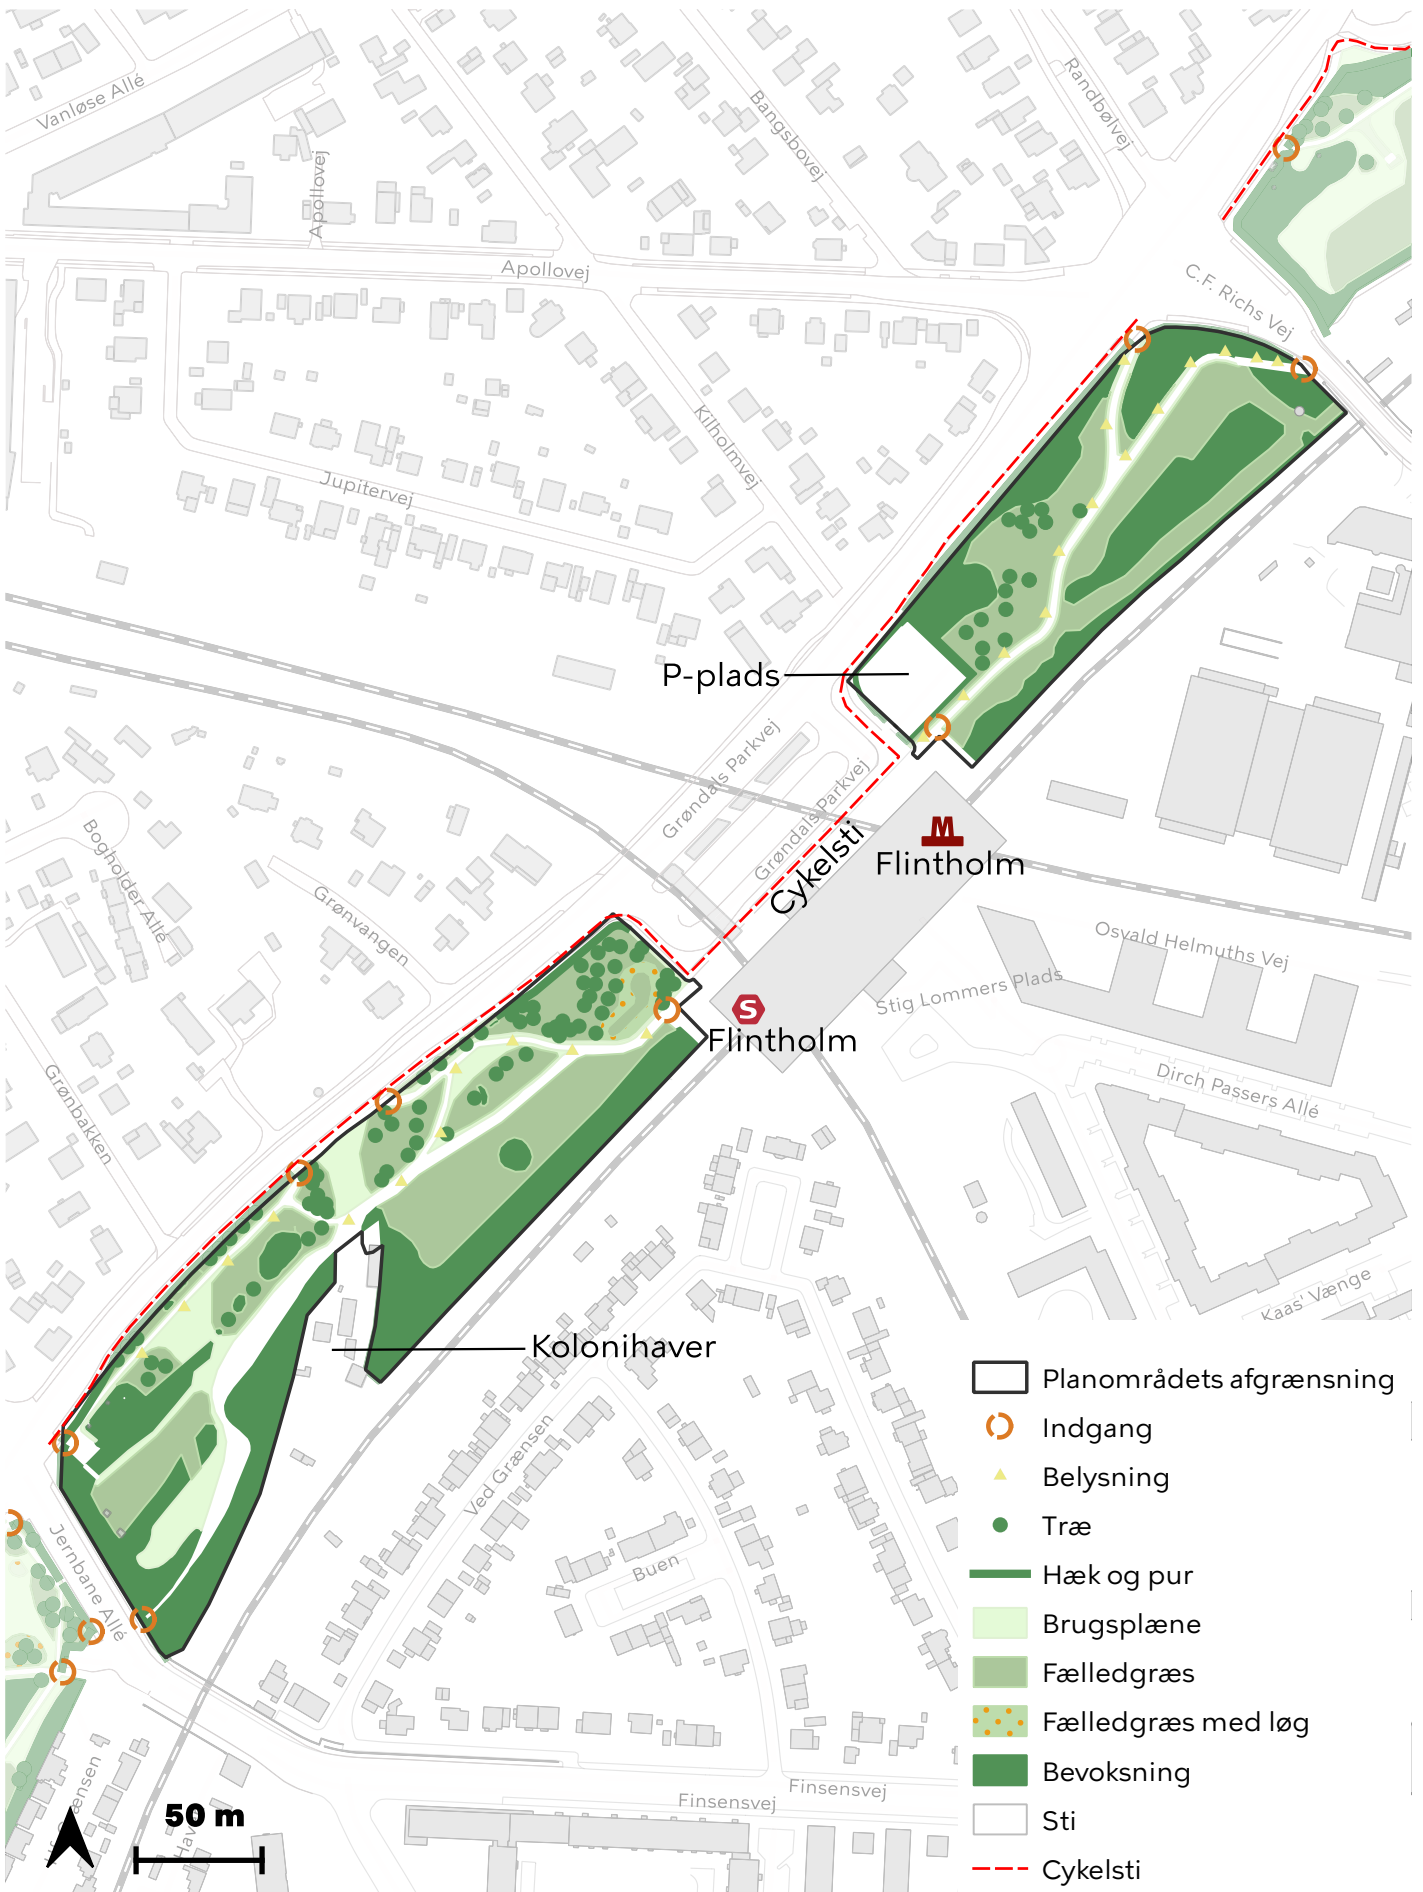 Vanløse Allé
Apollovej
Bangsbovej
Randbølvej
Apollovej
C.F. Richs Vej
Kilholmvej
Jupitervej
P-plads
Grøndals Parkvej
Grøndals Parkvej
Cykelsti
M
Flintholm
Bogholder Allé
Grønvangen
Osvald Helmuths Vej
Stig Lommers Plads
S
Flintholm
Grønbakken
Dirch Passers Allé
Kaas' Vænge
Kolonihaver
Ved Grænsen
Jernbane Allé
Buen
Finsensvej
Finsensvej
50 m
Planområdets afgrænsning
Indgang
Belysning
Træ
Hæk og pur
Brugsplæne
Fælledgræs
Fælledgræs med løg
Bevoksning
Sti
Cykelsti